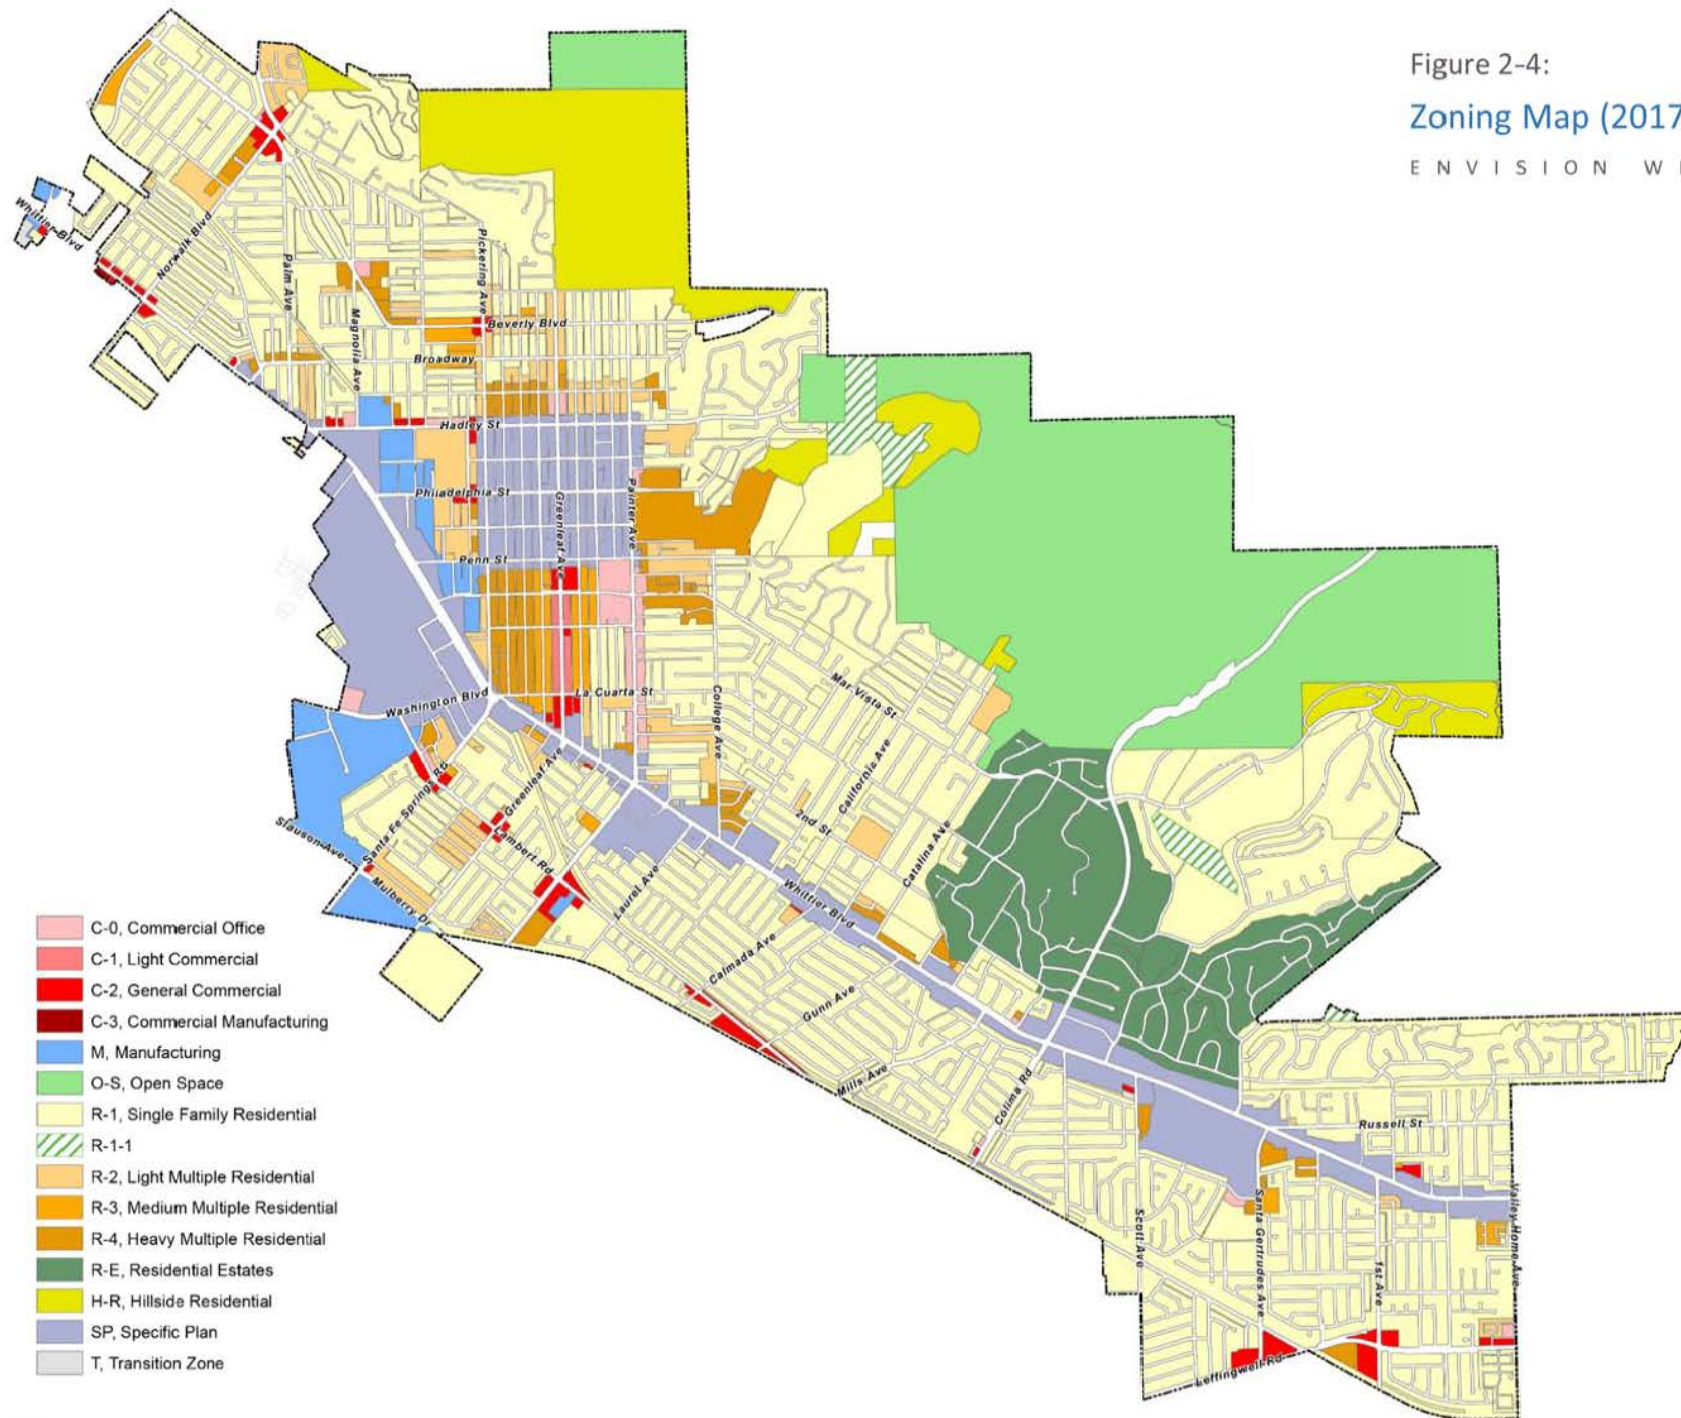 Figure 2-4:
Zoning Map (2017
ENVISION W
Whittier Blvd
Norwalk Blvd
Palm Ave
Magnolia Ave
Pickering Ave
Beverly Blvd
Broadway
Hadley St
Philadelphia St
Greenleaf Ave
Painter Ave
Penn St
Washington Blvd
La Cuarta St
College Ave
Mar Vista St
California Ave
2nd St
Catalina Ave
Santa Fe Springs Rd
Greenleaf Ave
Lambert Rd
Slauson Ave
Mulberry Dr
Laurel Ave
Whittier Blvd
Calmada Ave
Gunn Ave
Mills Ave
Colima Rd
Scott Ave
Santa Gertrudes Ave
Russell St
1st Ave
Valley Home Ave
Leffingwell Rd
C-0, Commercial Office
C-1, Light Commercial
C-2, General Commercial
C-3, Commercial Manufacturing
M, Manufacturing
O-S, Open Space
R-1, Single Family Residential
R-1-1
R-2, Light Multiple Residential
R-3, Medium Multiple Residential
R-4, Heavy Multiple Residential
R-E, Residential Estates
H-R, Hillside Residential
SP, Specific Plan
T, Transition Zone